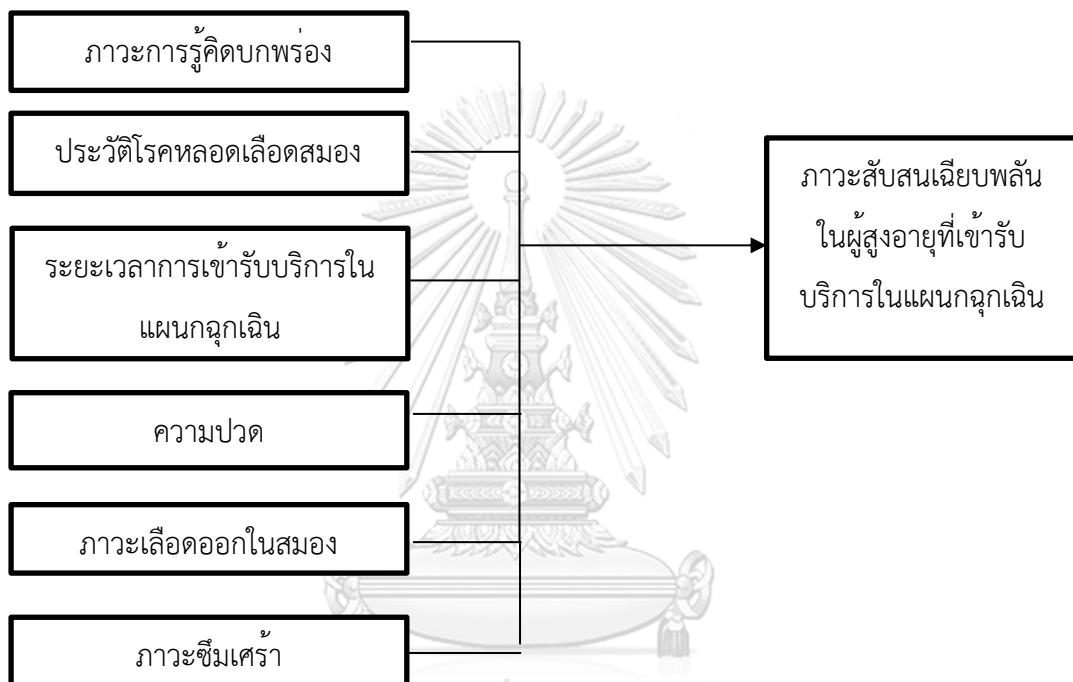 ภาวะการรู้คิดบกพร่อง
ประวัติโรคหลอดเลือดสมอง
ระยะเวลาการเข้ารับบริการใน
แผนกฉุกเฉิน
ความปวด
ภาวะเลือดออกในสมอง
ภาวะซึมเศร้า
ภาวะสับสนเฉียบพลัน
ในผู้สูงอายุที่เข้ารับ
บริการในแผนกฉุกเฉิน